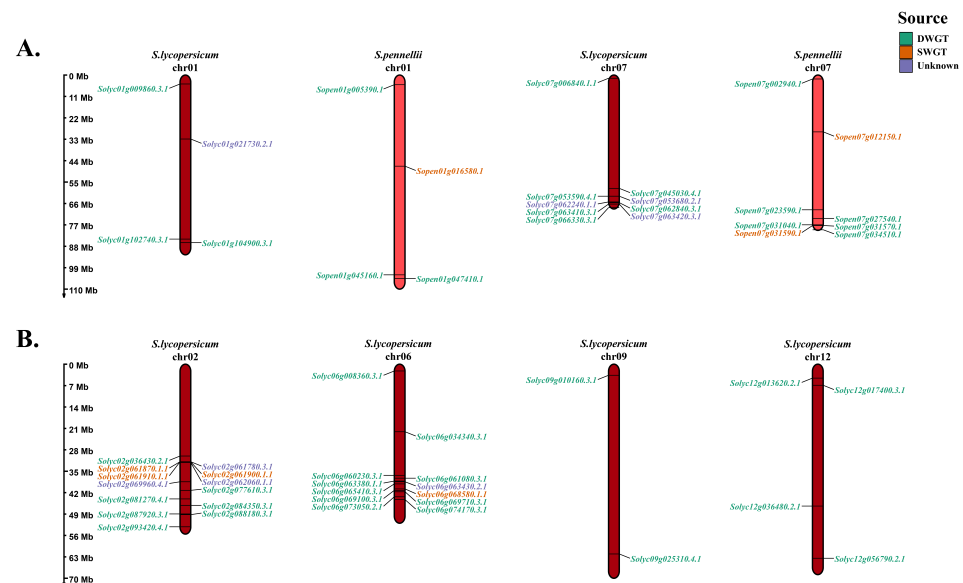 Source
DWGT
SWGT
Unknown
A.
S.lycopersicum
chr01
S.pennellii
chr01
S.lycopersicum
chr07
S.pennellii
chr07
0 Mb
11 Mb
22 Mb
33 Mb
44 Mb
55 Mb
66 Mb
77 Mb
88 Mb
99 Mb
110 Mb
Solyc01g009860.3.1
Solyc01g021730.2.1
Solyc01g102740.3.1
Solyc01g104900.3.1
Sopen01g005390.1
Sopen01g016580.1
Sopen01g045160.1
Sopen01g047410.1
Solyc07g006840.1.1
Solyc07g053590.4.1
Solyc07g062240.1.1
Solyc07g063410.3.1
Solyc07g066330.3.1
Solyc07g045030.4.1
Solyc07g053680.2.1
Solyc07g062840.3.1
Solyc07g063420.3.1
Sopen07g002940.1
Sopen07g012150.1
Sopen07g023590.1
Sopen07g031040.1
Sopen07g031590.1
Sopen07g027540.1
Sopen07g031570.1
Sopen07g034510.1
B.
S.lycopersicum
chr02
S.lycopersicum
chr06
S.lycopersicum
chr09
S.lycopersicum
chr12
0 Mb
7 Mb
14 Mb
21 Mb
28 Mb
35 Mb
42 Mb
49 Mb
56 Mb
63 Mb
70 Mb
Solyc02g036430.2.1
Solyc02g061870.1.1
Solyc02g061910.1.1
Solyc02g069960.4.1
Solyc02g081270.4.1
Solyc02g087920.3.1
Solyc02g093420.4.1
Solyc02g061780.3.1
Solyc02g061900.1.1
Solyc02g062060.1.1
Solyc02g077610.3.1
Solyc02g084350.3.1
Solyc02g088180.3.1
Solyc06g008360.3.1
Solyc06g034340.3.1
Solyc06g060230.3.1
Solyc06g063380.1.1
Solyc06g065410.3.1
Solyc06g069100.3.1
Solyc06g073050.2.1
Solyc06g061080.3.1
Solyc06g063430.2.1
Solyc06g068580.1.1
Solyc06g069710.3.1
Solyc06g074170.3.1
Solyc09g010160.3.1
Solyc09g025310.4.1
Solyc12g013620.2.1
Solyc12g017400.3.1
Solyc12g036480.2.1
Solyc12g056790.2.1